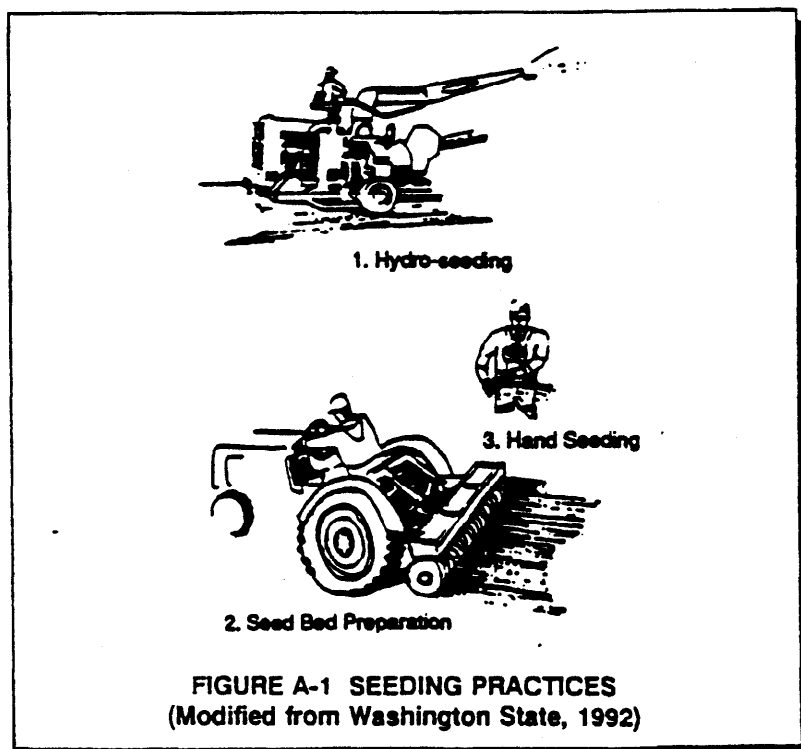 1. Hydro-seeding
3. Hand Seeding
2. Seed Bed Preparation
FIGURE A-1 SEEDING PRACTICES
(Modified from Washington State, 1992)